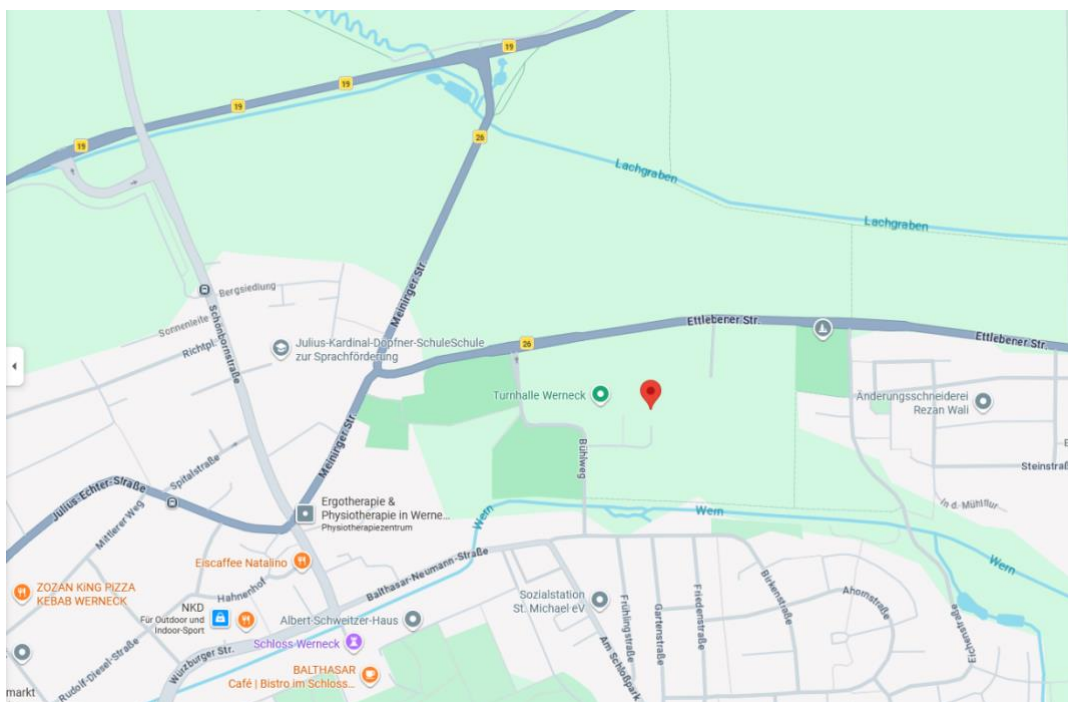 19
19
19
19
26
Lachgraben
Lachgraben
Meininger Str.
Bergsiedlung
Sonnenleite
Richtpl.
Schönbornstraße
Julius-Kardinal-Döpfner-SchuleSchule
zur Sprachförderung
26
Ettlebener Str.
Ettlebener Str.
Turnhalle Werneck
Änderungsschneiderei
Rezan Wali
Meininger Str.
Bühlweg
Spitalstraße
Steinstraß
Julius-Echter-Straße
Mittlerer Weg
Ergotherapie &
Physiotherapie in Werne...
Physiotherapiezentrum
Wern
Wern
In d. Mühlflur
Wern
Eiscaffee Natalino
Balthasar-Neumann-Straße
ZOZAN KING PIZZA
KEBAB WERNECK
Hahnenhof
NKD
Für Outdoor und
Indoor-Sport
Albert-Schweitzer-Haus
Sozialstation
St. Michael eV
Frühlingstraße
Gartenstraße
Friedenstraße
Birkenstraße
Ahornstraße
Eichenstraße
Schloss Werneck
Am Schloßpark
Würzburger Str.
Rudolf-Diesel-Straße
BALTHASAR
Café | Bistro im Schloss...
markt